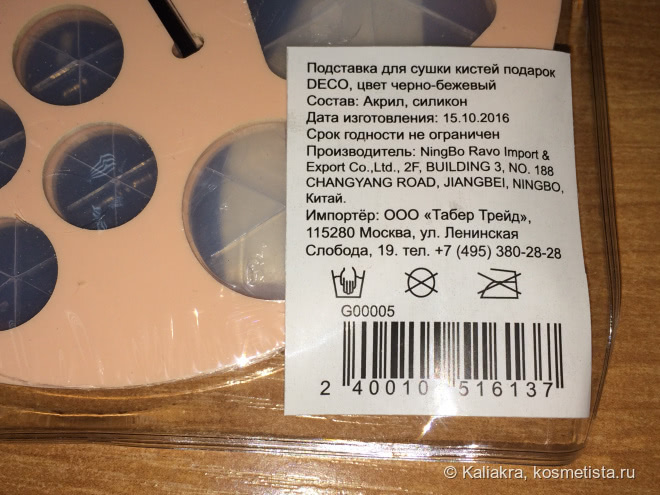 Подставка для сушки кистей подарок
DECO, цвет черно-бежевый
Состав: Акрил, силикон
Дата изготовления: 15.10.2016
Срок годности не ограничен
Производитель: NingBo Ravo Import &
Export Co.,Ltd., 2F, BUILDING 3, NO. 188
CHANGYANG ROAD, JIANGBEI, NINGBO,
Китай.
Импортёр: ООО «Табер Трейд»,
115280 Москва, ул. Ленинская
Слобода, 19. тел. +7 (495) 380-28-28
G00005
2 400104 516137
© Kaliakra, kosmetista.ru